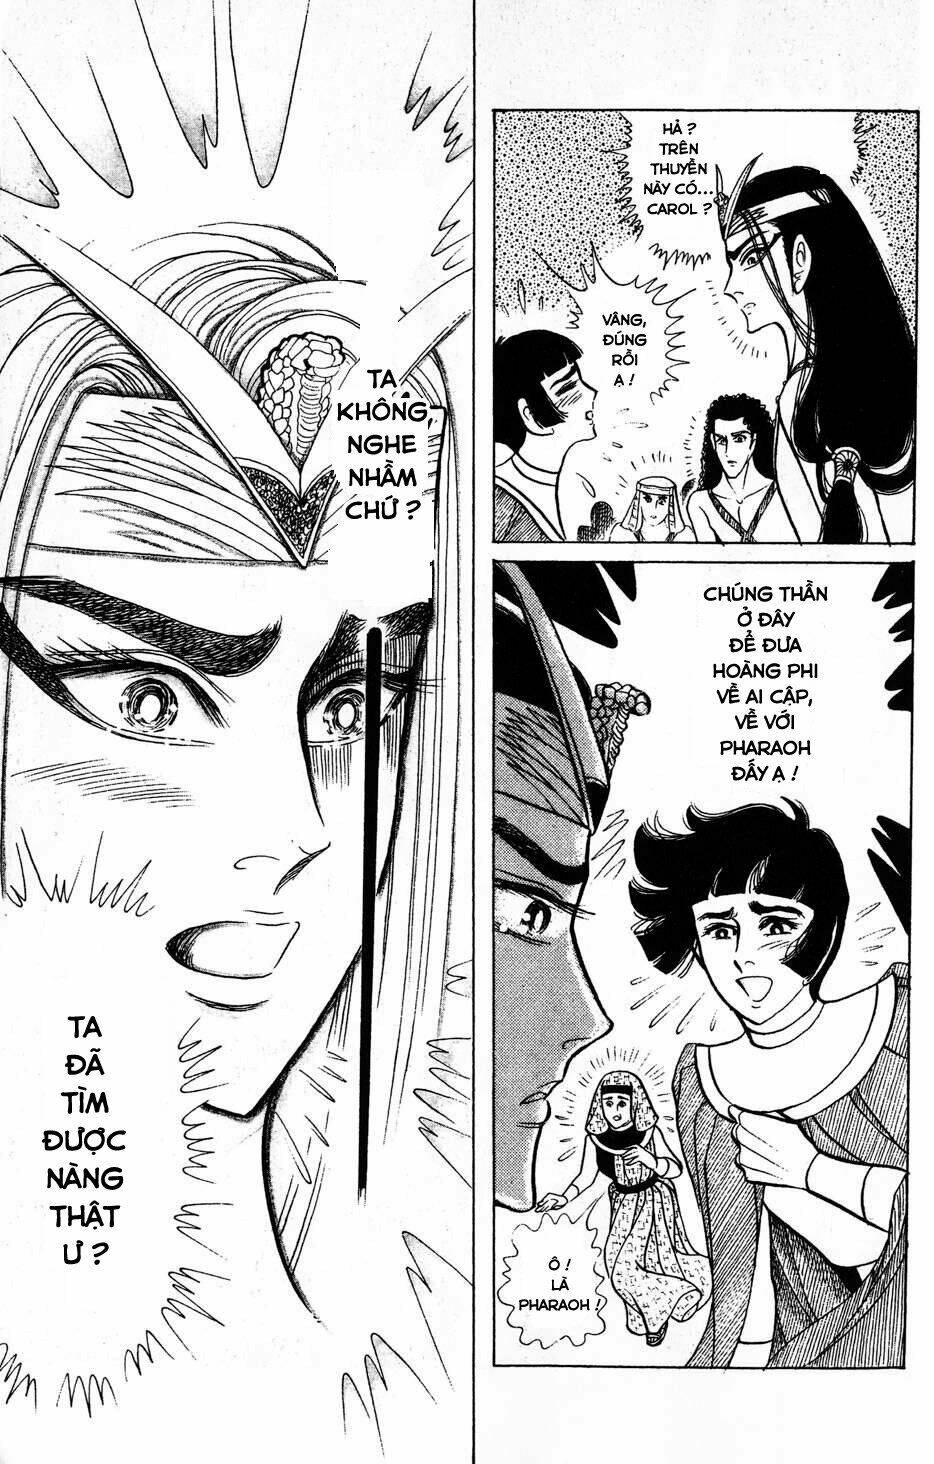 HẢ ?
TRÊN
THUYỀN
NÀY CÓ...
CAROL ?
VÂNG,
ĐÚNG
RỒI
Ạ !
CHÚNG THẦN
Ở ĐÂY
ĐỂ ĐƯA
HOÀNG PHI
VỀ AI CẬP,
VỀ VỚI
PHARAOH
ĐẤY Ạ !
Ô !
LÀ
PHARAOH !
TA
KHÔNG
NGHE
NHẦM
CHỨ ?
TA
ĐÃ
TÌM
ĐƯỢC
NÀNG
THẬT
Ư ?